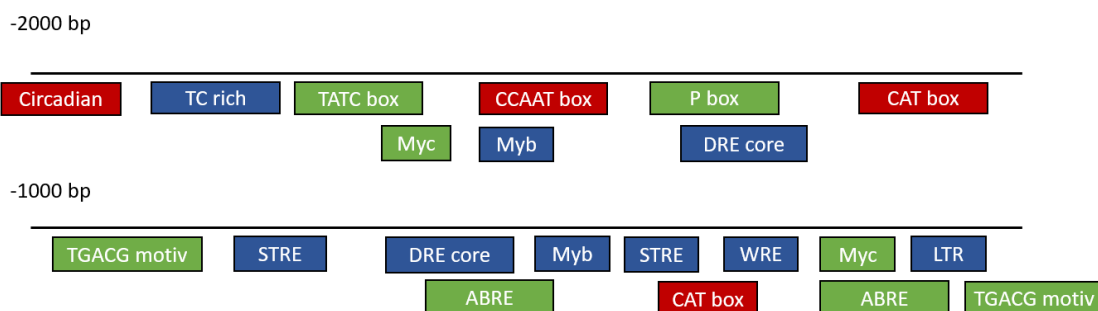 -2000 bp
Circadian TC rich TATC box CCAAT box P box CAT box
Myc Myb DRE core
-1000 bp
TGACG motiv STRE DRE core Myb STRE WRE Myc LTR
ABRE CAT box ABRE TGACG motiv